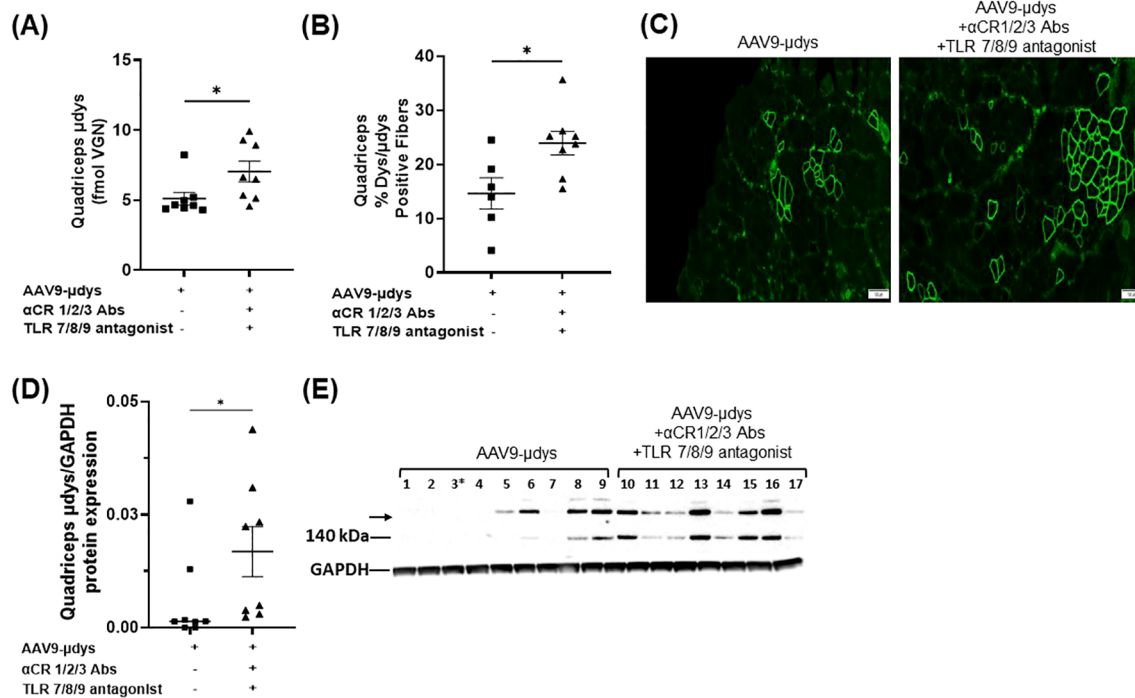 (A)
15
10
5
0
Quadriceps µdys
(fmol VGN)
*
AAV9-µdys + +
αCR 1/2/3 Abs - +
TLR 7/8/9 antagonist - +
(B)
40
30
20
10
0
Quadriceps
% Dys/µdys
Positive Fibers
*
AAV9-µdys + +
αCR 1/2/3 Abs - +
TLR 7/8/9 antagonist - +
(C)
AAV9-µdys
AAV9-µdys
+αCR1/2/3 Abs
+TLR 7/8/9 antagonist
(D)
0.05
0.03
0.00
Quadriceps µdys/GAPDH
protein expression
*
AAV9-µdys + +
αCR 1/2/3 Abs - +
TLR 7/8/9 antagonist - +
(E)
AAV9-µdys
AAV9-µdys
+αCR1/2/3 Abs
+TLR 7/8/9 antagonist
1 2 3* 4 5 6 7 8 9 10 11 12 13 14 15 16 17
140 kDa
GAPDH